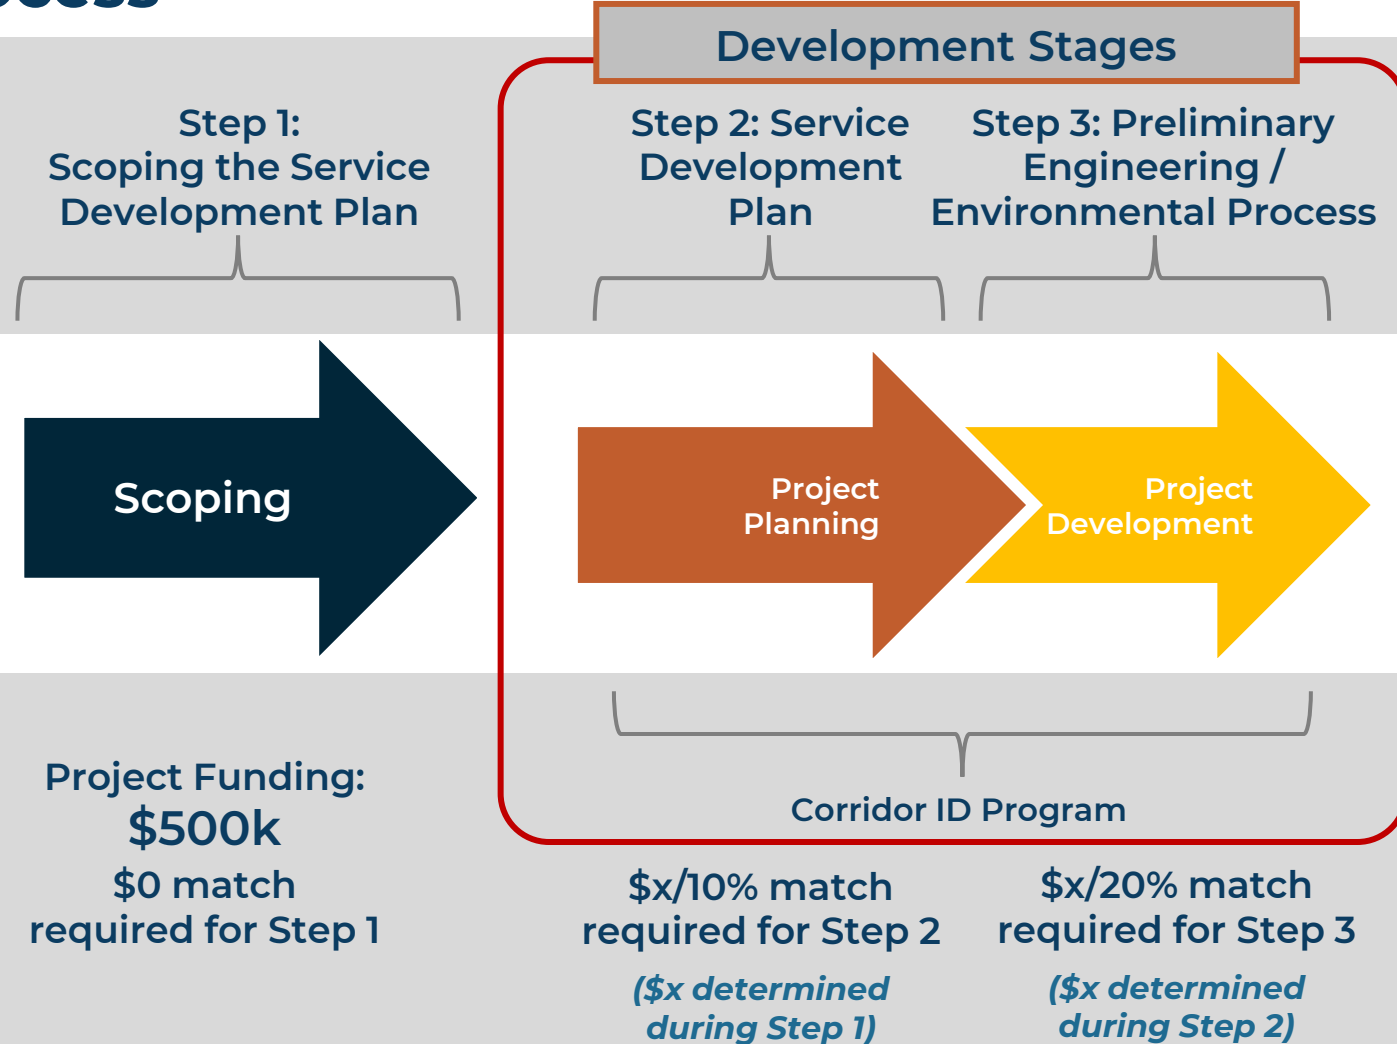 Development Stages
Step 1:
Scoping the Service
Development Plan
Step 2: Service
Development
Plan
Step 3: Preliminary
Engineering /
Environmental Process
Scoping
Project
Planning
Project
Development
Project Funding:
$500k
$0 match
required for Step 1
Corridor ID Program
$x/10% match
required for Step 2
($x determined
during Step 1)
$x/20% match
required for Step 3
($x determined
during Step 2)